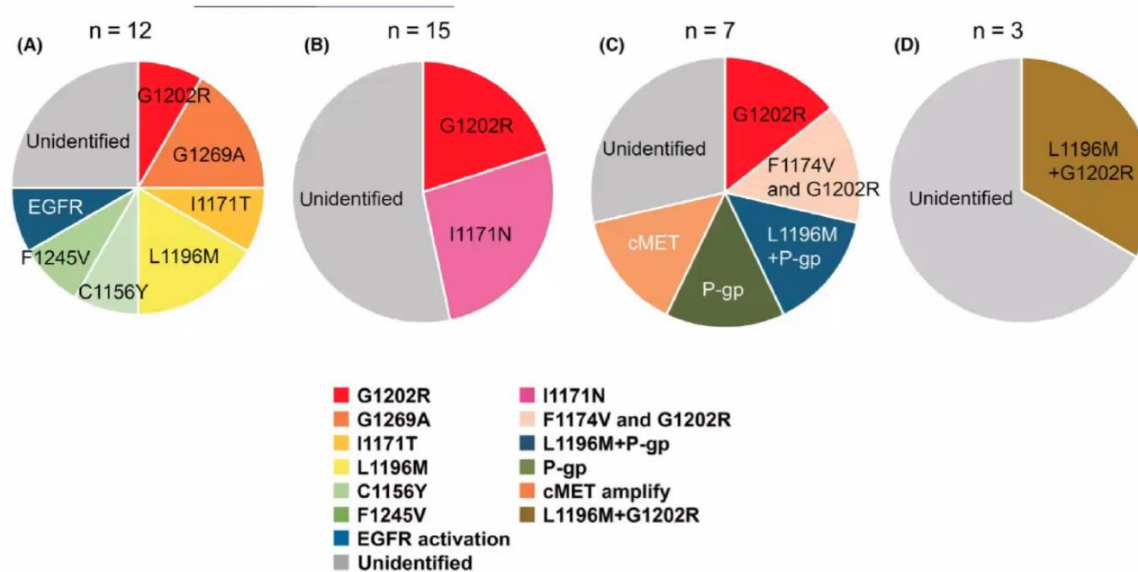 (A)
n = 12
G1202R
G1269A
I1171T
L1196M
C1156Y
F1245V
EGFR
Unidentified
(B)
n = 15
G1202R
I1171N
Unidentified
(C)
n = 7
G1202R
F1174V
and G1202R
L1196M
+P-gp
P-gp
cMET
Unidentified
(D)
n = 3
L1196M
+G1202R
Unidentified
G1202R
G1269A
I1171T
L1196M
C1156Y
F1245V
EGFR activation
Unidentified
I1171N
F1174V and G1202R
L1196M+P-gp
P-gp
cMET amplify
L1196M+G1202R